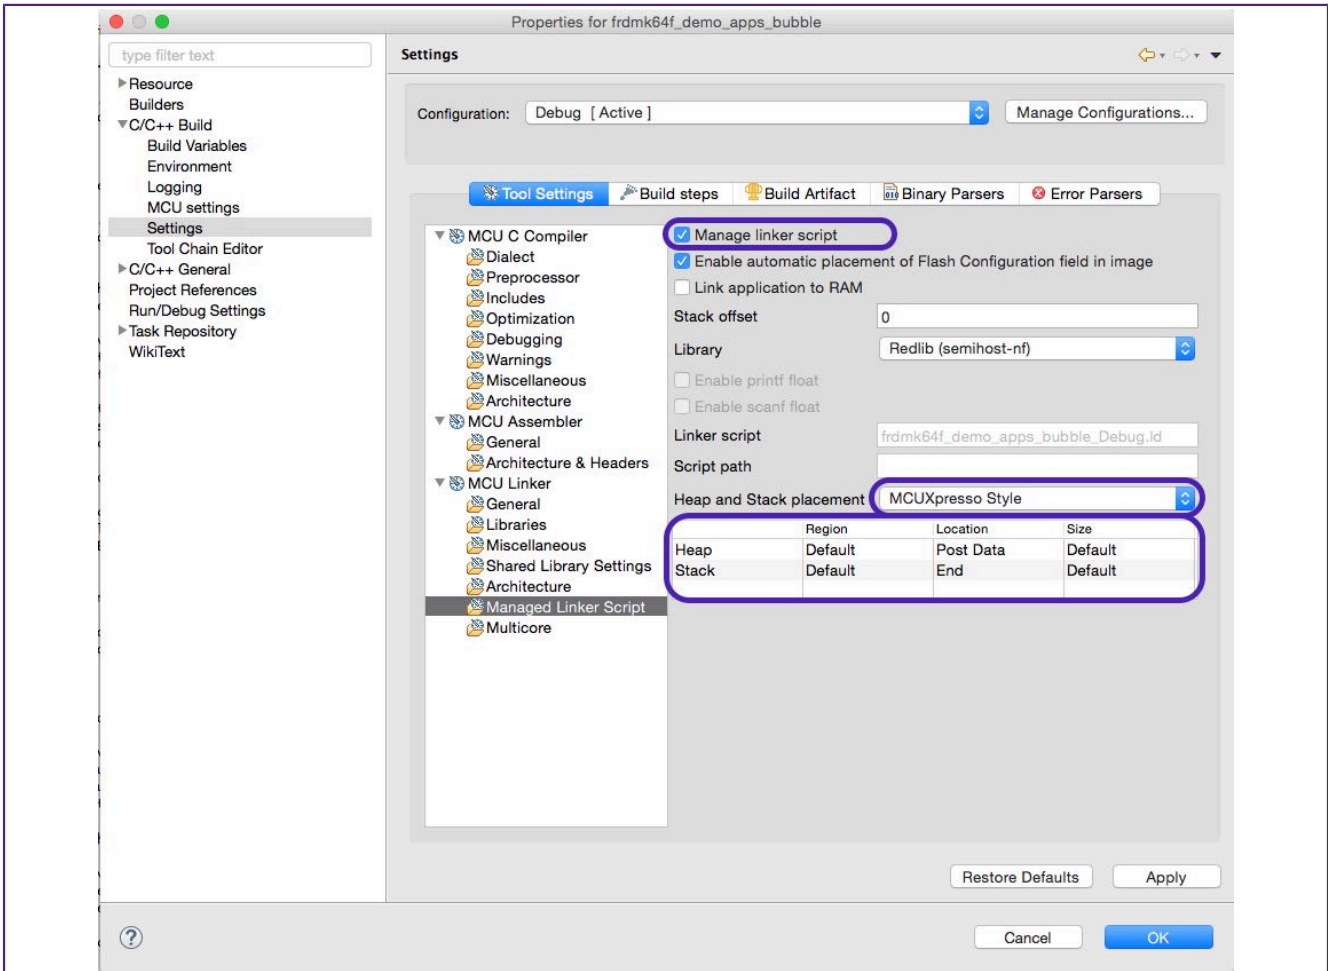 Properties for frdmk64f_demo_apps_bubble
type filter text
Resource
Builders
C/C++ Build
Build Variables
Environment
Logging
MCU settings
Settings
Tool Chain Editor
C/C++ General
Project References
Run/Debug Settings
Task Repository
WikiText
Settings
Configuration: Debug [ Active ] Manage Configurations...
Tool Settings Build steps Build Artifact Binary Parsers Error Parsers
MCU C Compiler
Dialect
Preprocessor
Includes
Optimization
Debugging
Warnings
Miscellaneous
Architecture
MCU Assembler
General
Architecture & Headers
MCU Linker
General
Libraries
Miscellaneous
Shared Library Settings
Architecture
Managed Linker Script
Multicore
Manage linker script
Enable automatic placement of Flash Configuration field in image
Link application to RAM
Stack offset 0
Library Redlib (semihost-nf)
Enable printf float
Enable scanf float
Linker script frdmk64f_demo_apps_bubble_Debug.ld
Script path
Heap and Stack placement MCUXpresso Style
Region Location Size
Heap Default Post Data Default
Stack Default End Default
Restore Defaults Apply
? Cancel OK